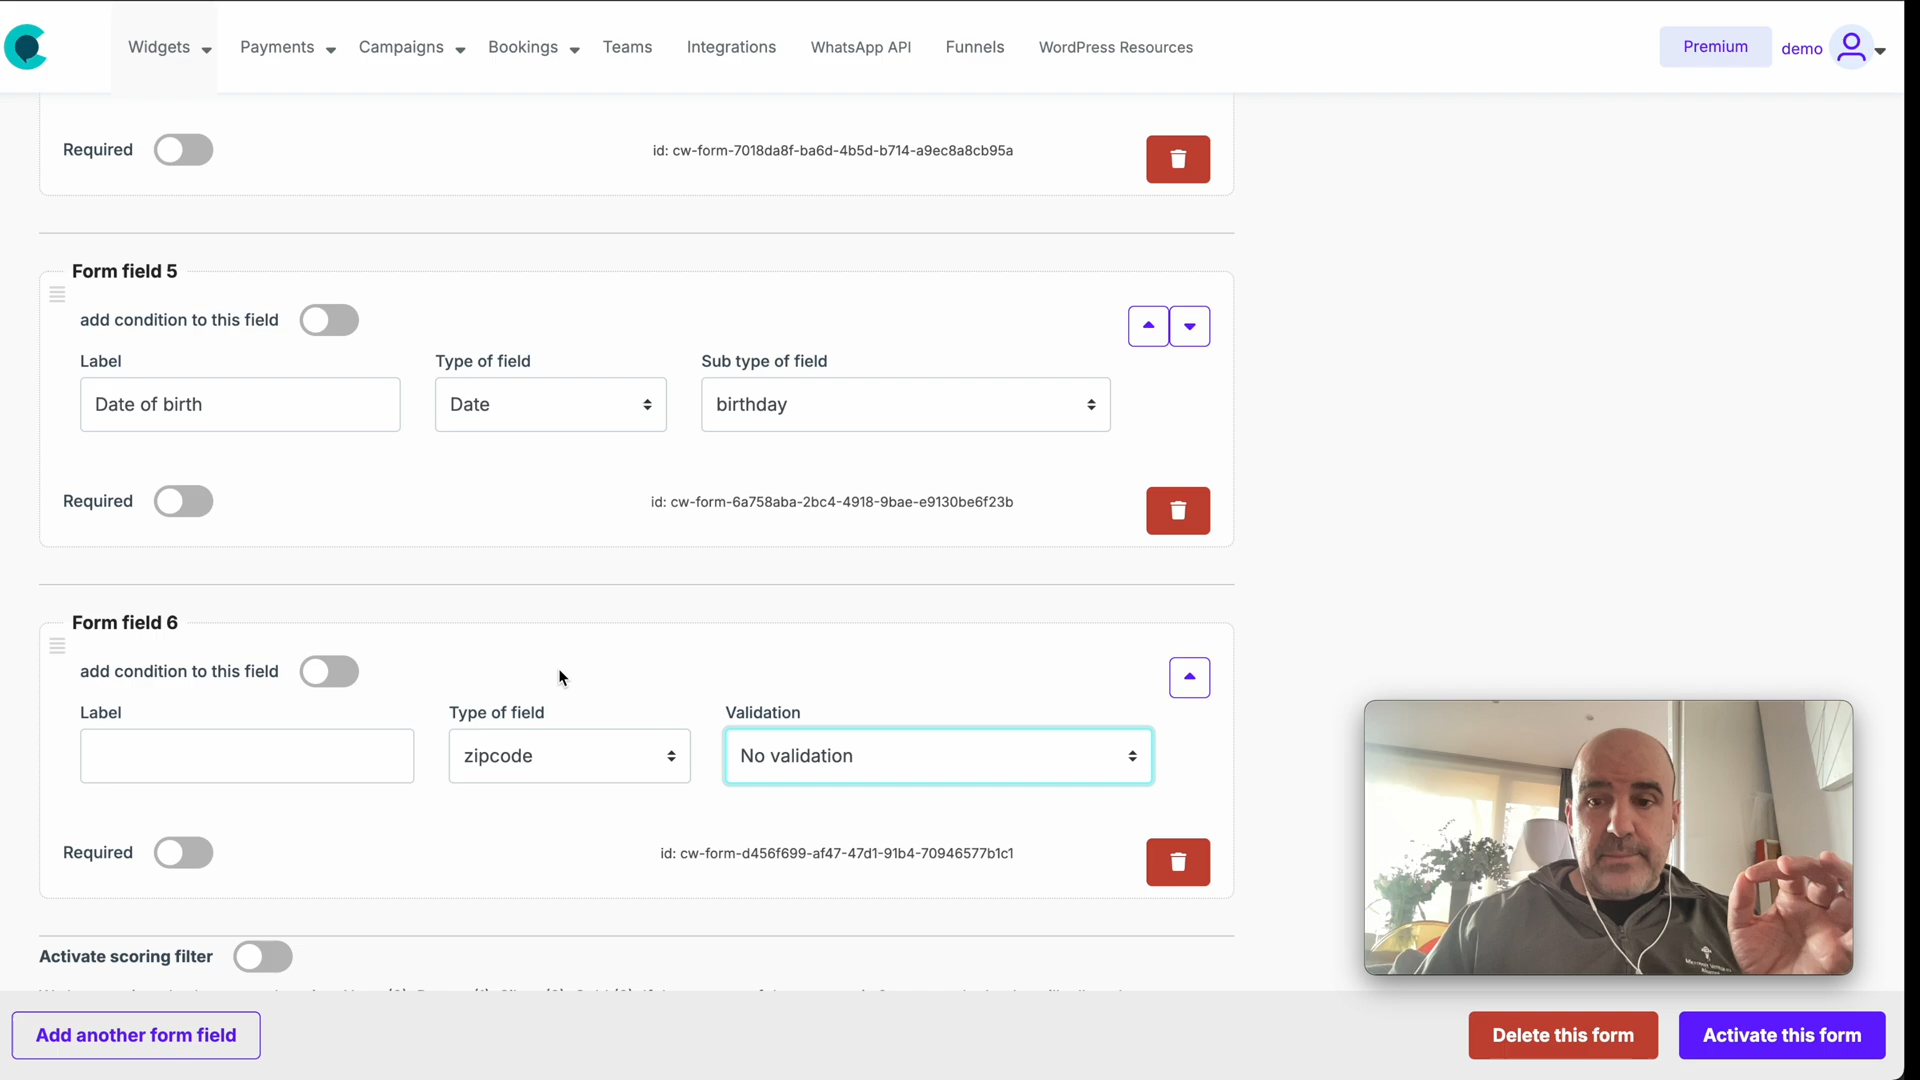 Widgets Payments Campaigns Bookings Teams Integrations WhatsApp API Funnels WordPress Resources Premium demo
Required id: cw-form-7018da8f-ba6d-4b5d-b714-a9ec8a8cb95a
Form field 5
add condition to this field
Label Type of field Sub type of field
Date of birth Date birthday
Required id: cw-form-6a758aba-2bc4-4918-9bae-e9130be6f23b
Form field 6
add condition to this field
Label Type of field Validation
zipcode No validation
Required id: cw-form-d456f699-af47-47d1-91b4-70946577b1c1
Activate scoring filter
Add another form field Delete this form Activate this form